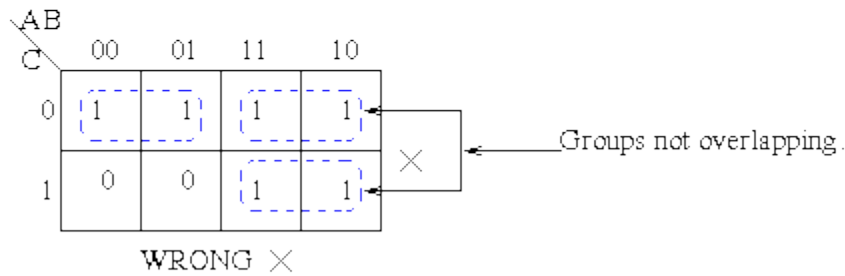 AB
C
00 01 11 10
0 1 1 1 1
Groups not overlapping.
1 0 0 1 1
WRONG X